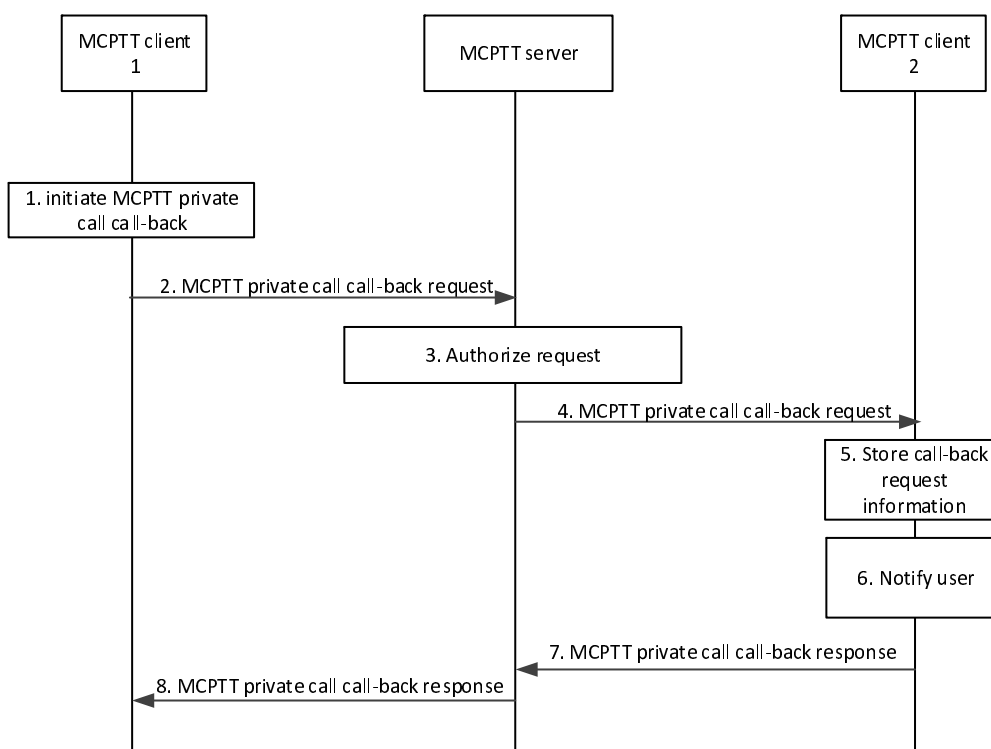 MCPTT client
1
MCPTT server
MCPTT client
2
1. initiate MCPTT private
call call-back
2. MCPTT private call call-back request
3. Authorize request
4. MCPTT private call call-back request
5. Store call-back
request
information
6. Notify user
7. MCPTT private call call-back response
8. MCPTT private call call-back response